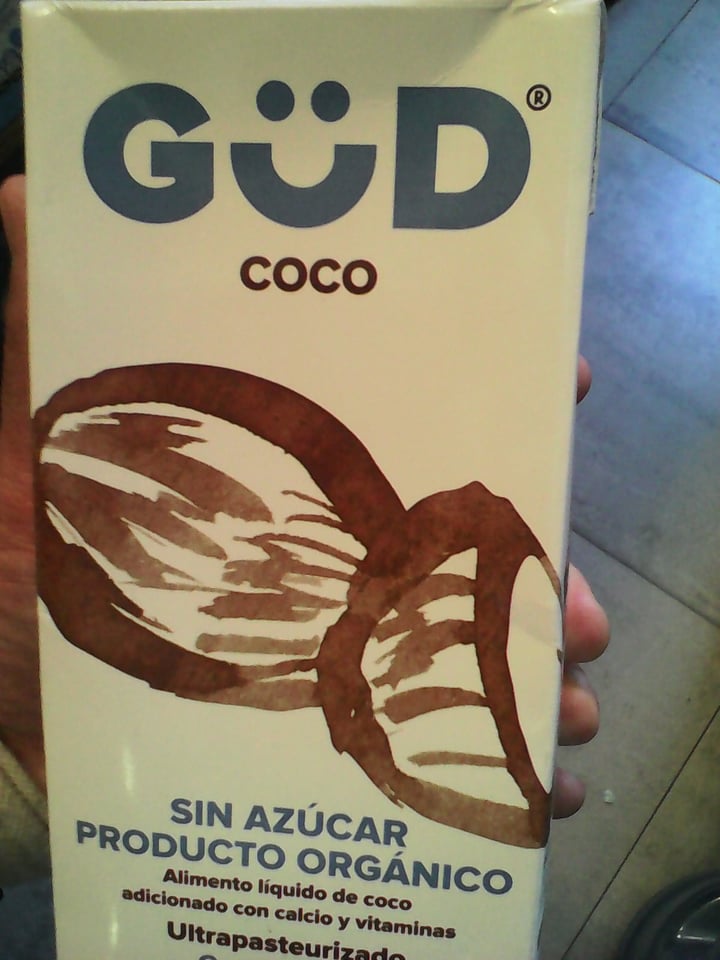 GÜD®
COCO
SIN AZÚCAR
PRODUCTO ORGÁNICO
Alimento líquido de coco
adicionado con calcio y vitaminas
Ultrapasteurizado